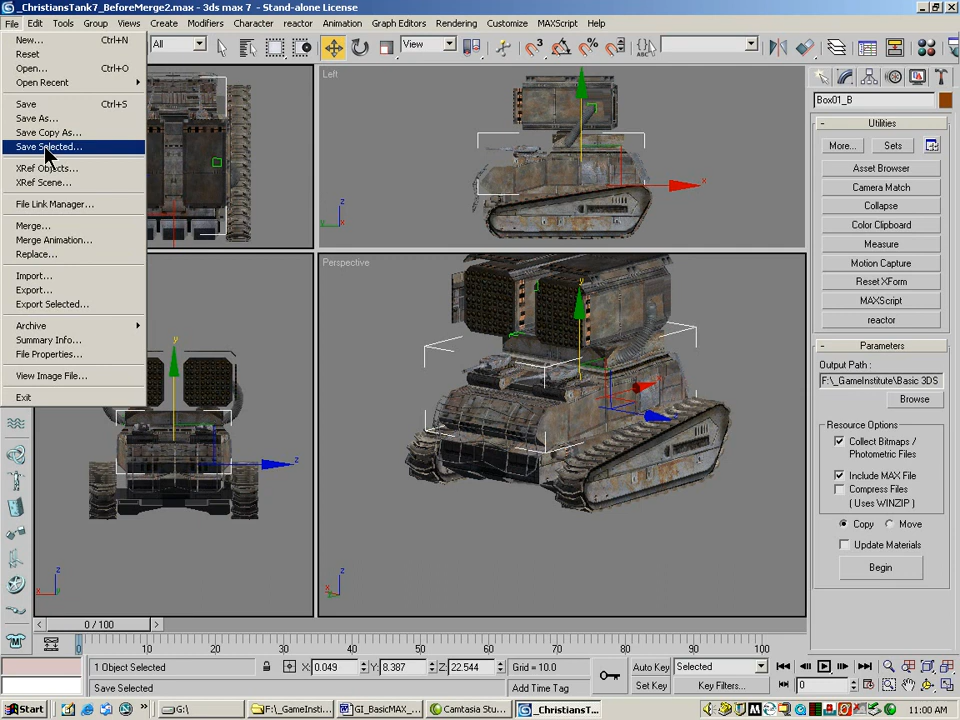 _ChristiansTank7_BeforeMerge2.max - 3ds max 7 - Stand-alone License
File Edit Tools Group Views Create Modifiers Character reactor Animation Graph Editors Rendering Customize MAXScript Help
New... Ctrl+N
Reset
Open... Ctrl+O
Open Recent
Save Ctrl+S
Save As...
Save Copy As...
Save Selected...
XRef Objects...
XRef Scene...
File Link Manager...
Merge...
Merge Animation...
Replace...
Import...
Export...
Export Selected...
Archive
Summary Info...
File Properties...
View Image File...
Exit
All
View
Left
x
z
y
z
Perspective
y
z
x
y
z
z
x
y
Box01_B
Utilities
More... Sets
Asset Browser
Camera Match
Collapse
Color Clipboard
Measure
Motion Capture
Reset XForm
MAXScript
reactor
Parameters
Output Path :
F:\_GameInstitute\Basic 3DS
Browse
Resource Options
Collect Bitmaps /
Photometric Files
Include MAX File
Compress Files
( Uses WINZIP )
Copy Move
Update Materials
Begin
0 / 100
0 10 20 30 40 50 60 70 80 90 100
1 Object Selected X: 0.049 Y: 8.387 Z: 22.544 Grid = 10.0 Auto Key Selected
Save Selected Add Time Tag Set Key Key Filters... 0
Start G:\ F:\_GameInsti... GI_BasicMAX_... Camtasia Stu... _ChristiansT... 11:00 AM